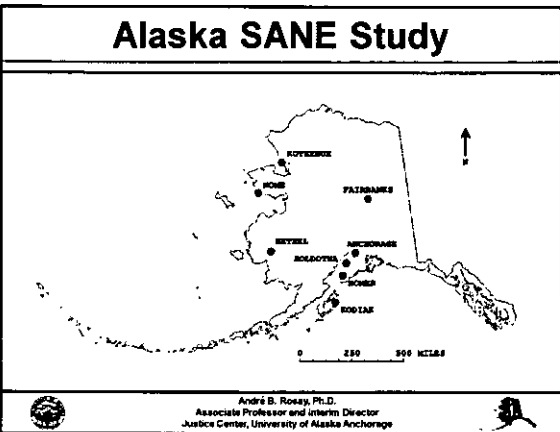 Alaska SANE Study
KOTZEBUE
NOME
FAIRBANKS
N
BETHEL
ANCHORAGE
SOLDOTNA
HOMER
KODIAK
0 250 500 MILES
André B. Rosay, Ph.D.
Associate Professor and Interim Director
Justice Center, University of Alaska Anchorage